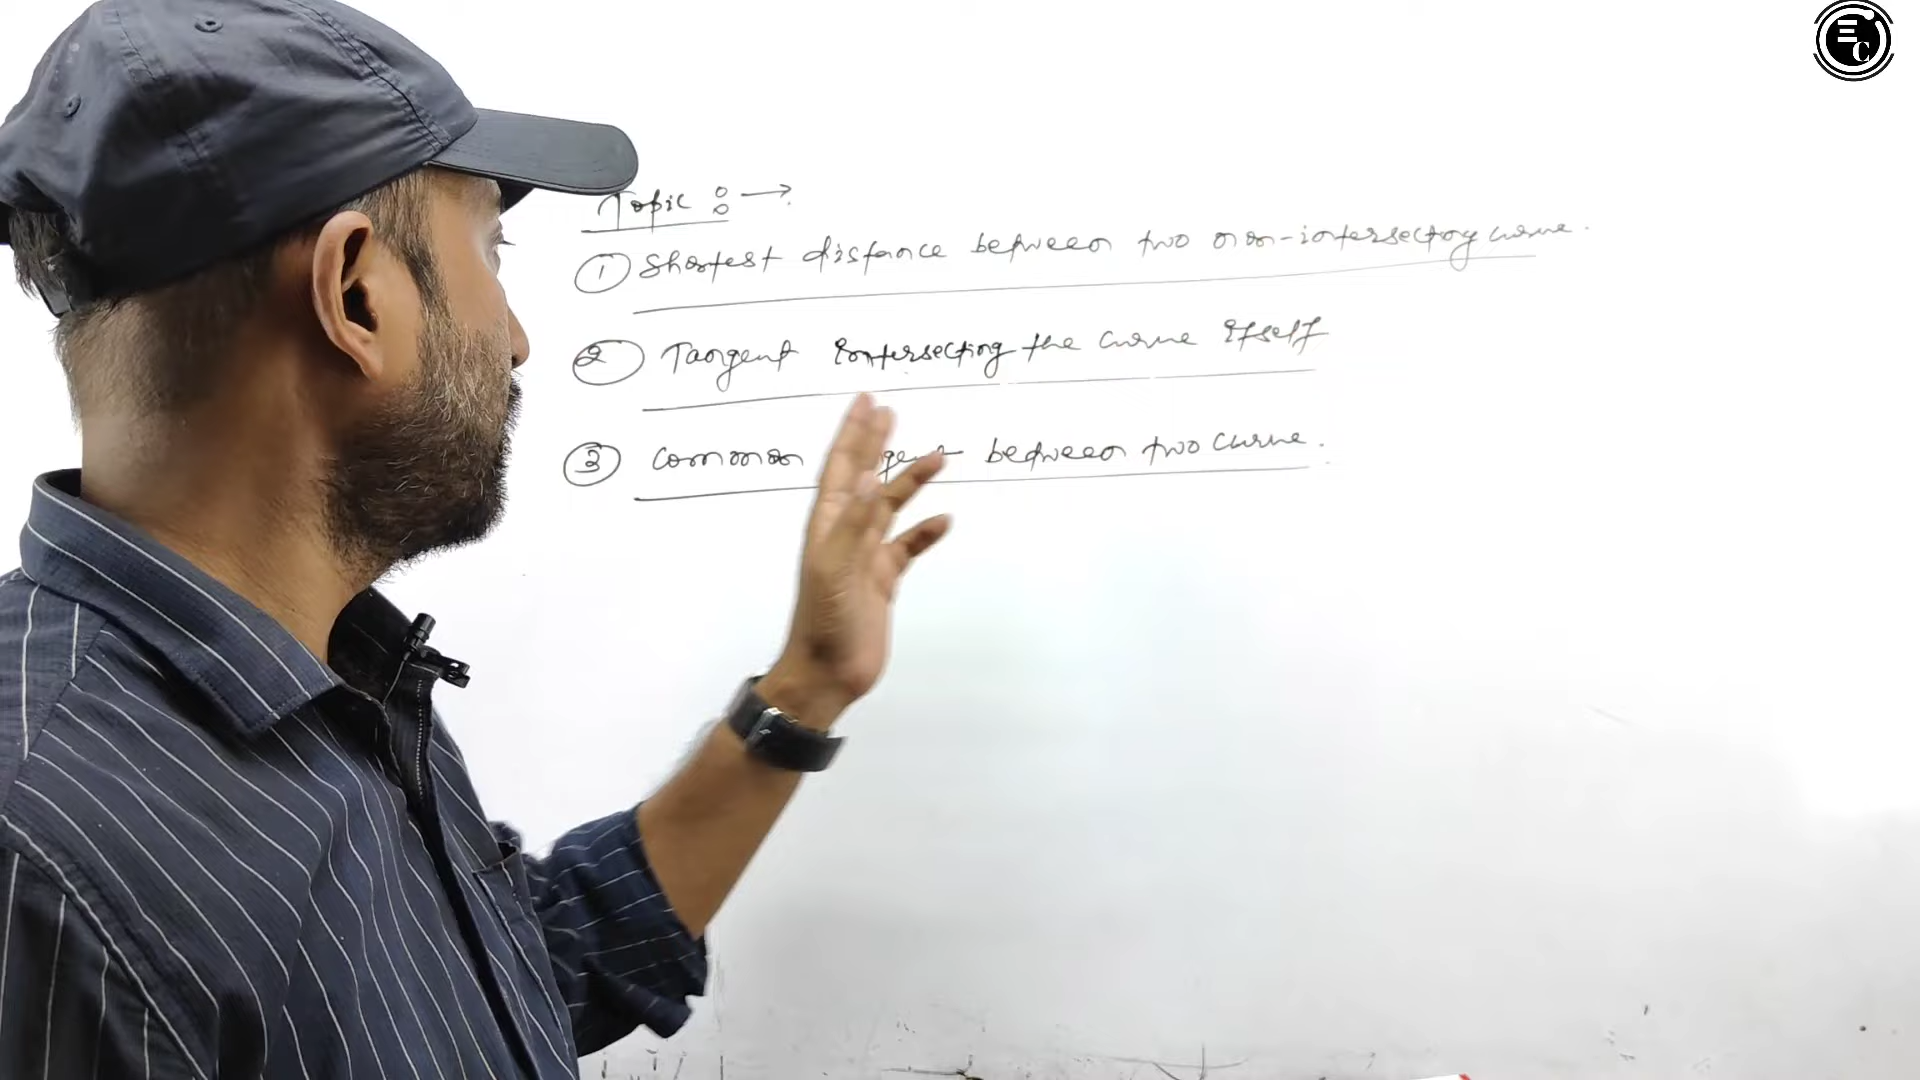 Topic : →
① Shortest distance between two non-intersecting curve.
② Tangent intersecting the curve itself
③ Common between two curve.
EC